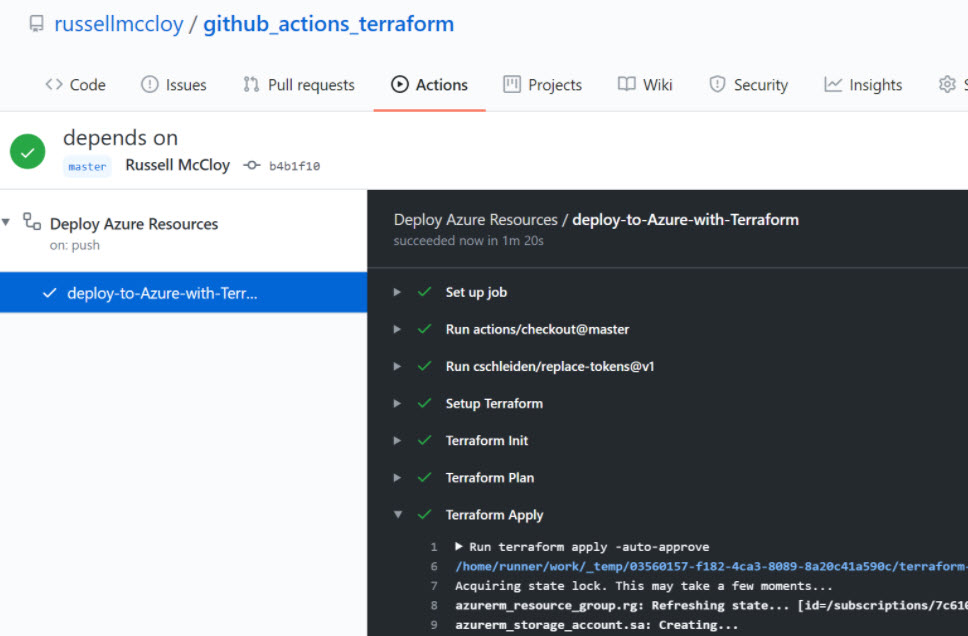 russellmccloy / github_actions_terraform
Code Issues Pull requests Actions Projects Wiki Security Insights S
depends on
master Russell McCloy b4b1f10
Deploy Azure Resources
on: push
deploy-to-Azure-with-Terr...
Deploy Azure Resources / deploy-to-Azure-with-Terraform
succeeded now in 1m 20s
Set up job
Run actions/checkout@master
Run cschleiden/replace-tokens@v1
Setup Terraform
Terraform Init
Terraform Plan
Terraform Apply
1 Run terraform apply -auto-approve
6 /home/runner/work/_temp/03560157-f182-4ca3-8089-8a20c41a590c/terraform-
7 Acquiring state lock. This may take a few moments...
8 azurerm_resource_group.rg: Refreshing state... [id=/subscriptions/7c610
9 azurerm_storage_account.sa: Creating...